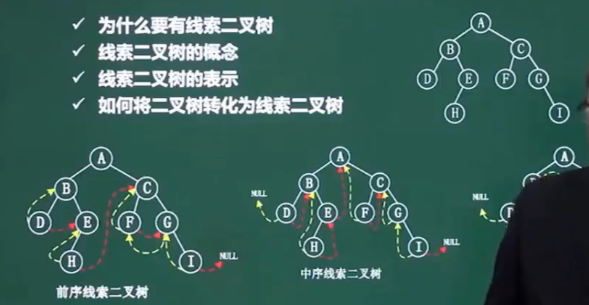 ✓ 为什么要有线索二叉树
✓ 线索二叉树的概念
✓ 线索二叉树的表示
✓ 如何将二叉树转化为线索二叉树
A
B C
D E F G
H I
A
B C
D E F G
H I
NULL
前序线索二叉树
A
NULL B C
D E F G
H I NULL
中序线索二叉树
A
NULL B